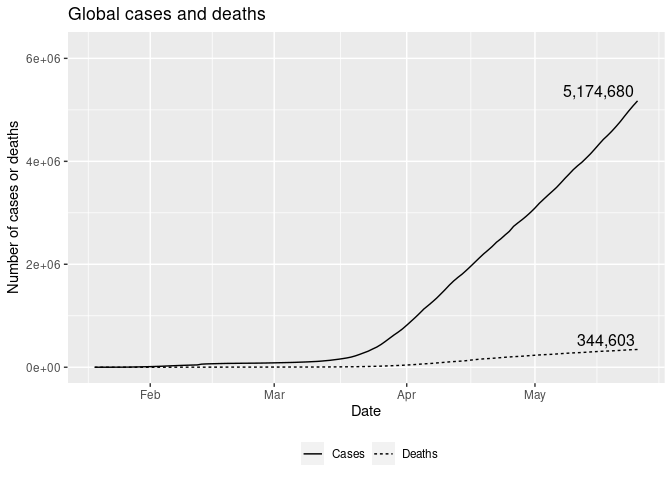 Global cases and deaths
Number of cases or deaths
6e+06
4e+06
2e+06
0e+00
5,174,680
344,603
Feb Mar Apr May
Date
Cases Deaths